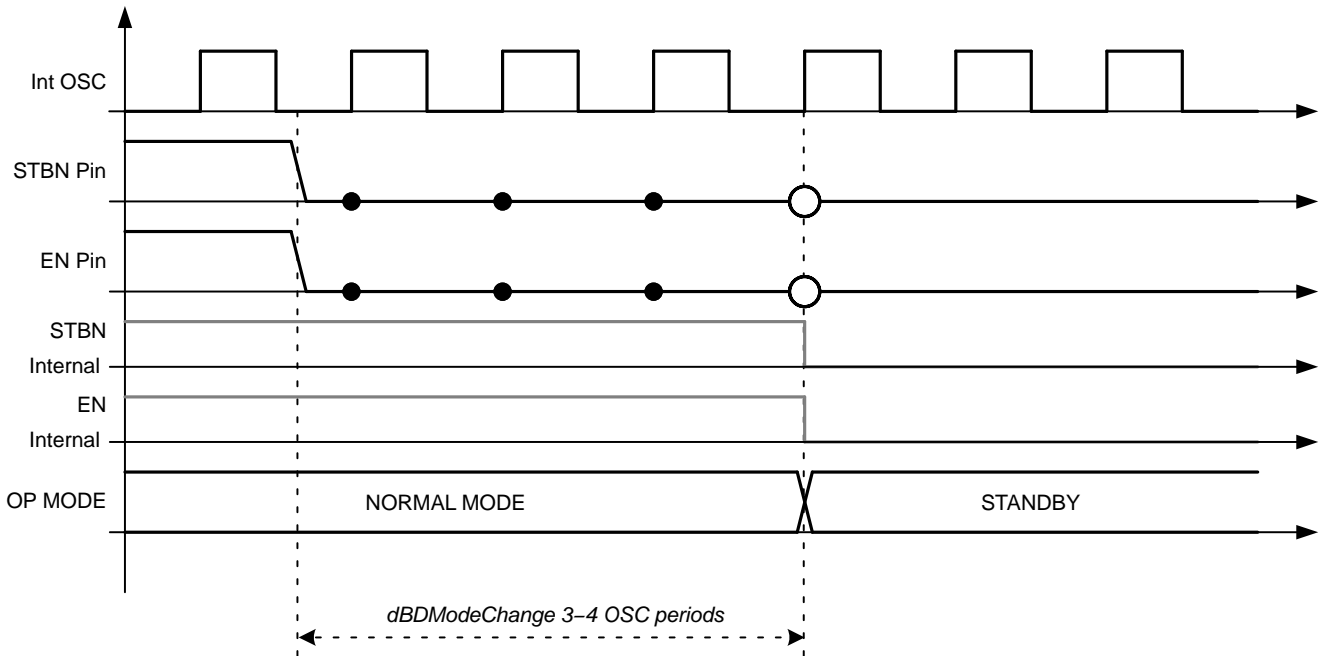 Int OSC
STBN Pin
EN Pin
STBN
Internal
EN
Internal
OP MODE
NORMAL MODE
STANDBY
dBDModeChange 3–4 OSC periods